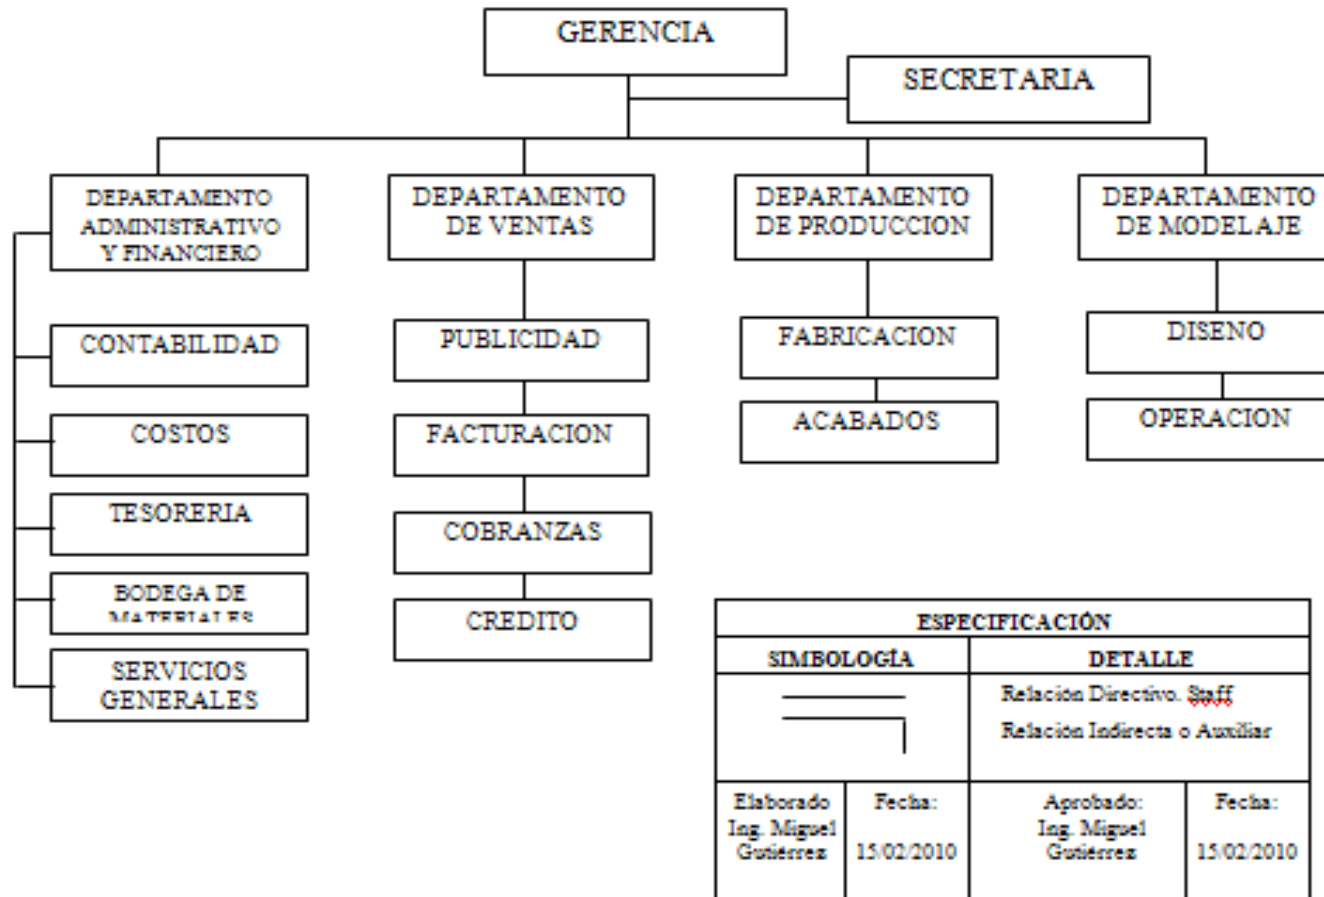 GERENCIA
SECRETARIA
DEPARTAMENTO
ADMINISTRATIVO
Y FINANCIERO
CONTABILIDAD
COSTOS
TESORERIA
BODEGA DE
MATERIALES
SERVICIOS
GENERALES
DEPARTAMENTO
DE VENTAS
PUBLICIDAD
FACTURACION
COBRANZAS
CREDITO
DEPARTAMENTO
DE PRODUCCION
FABRICACION
ACABADOS
DEPARTAMENTO
DE MODELAJE
DISENO
OPERACION
ESPECIFICACIÓN
SIMBOLOGÍA DETALLE
Relación Directivo. Staff
Relación Indirecta o Auxiliar
Elaborado
Ing. Miguel
Gutiérrez
Fecha:
15/02/2010
Aprobado:
Ing. Miguel
Gutiérrez
Fecha:
15/02/2010